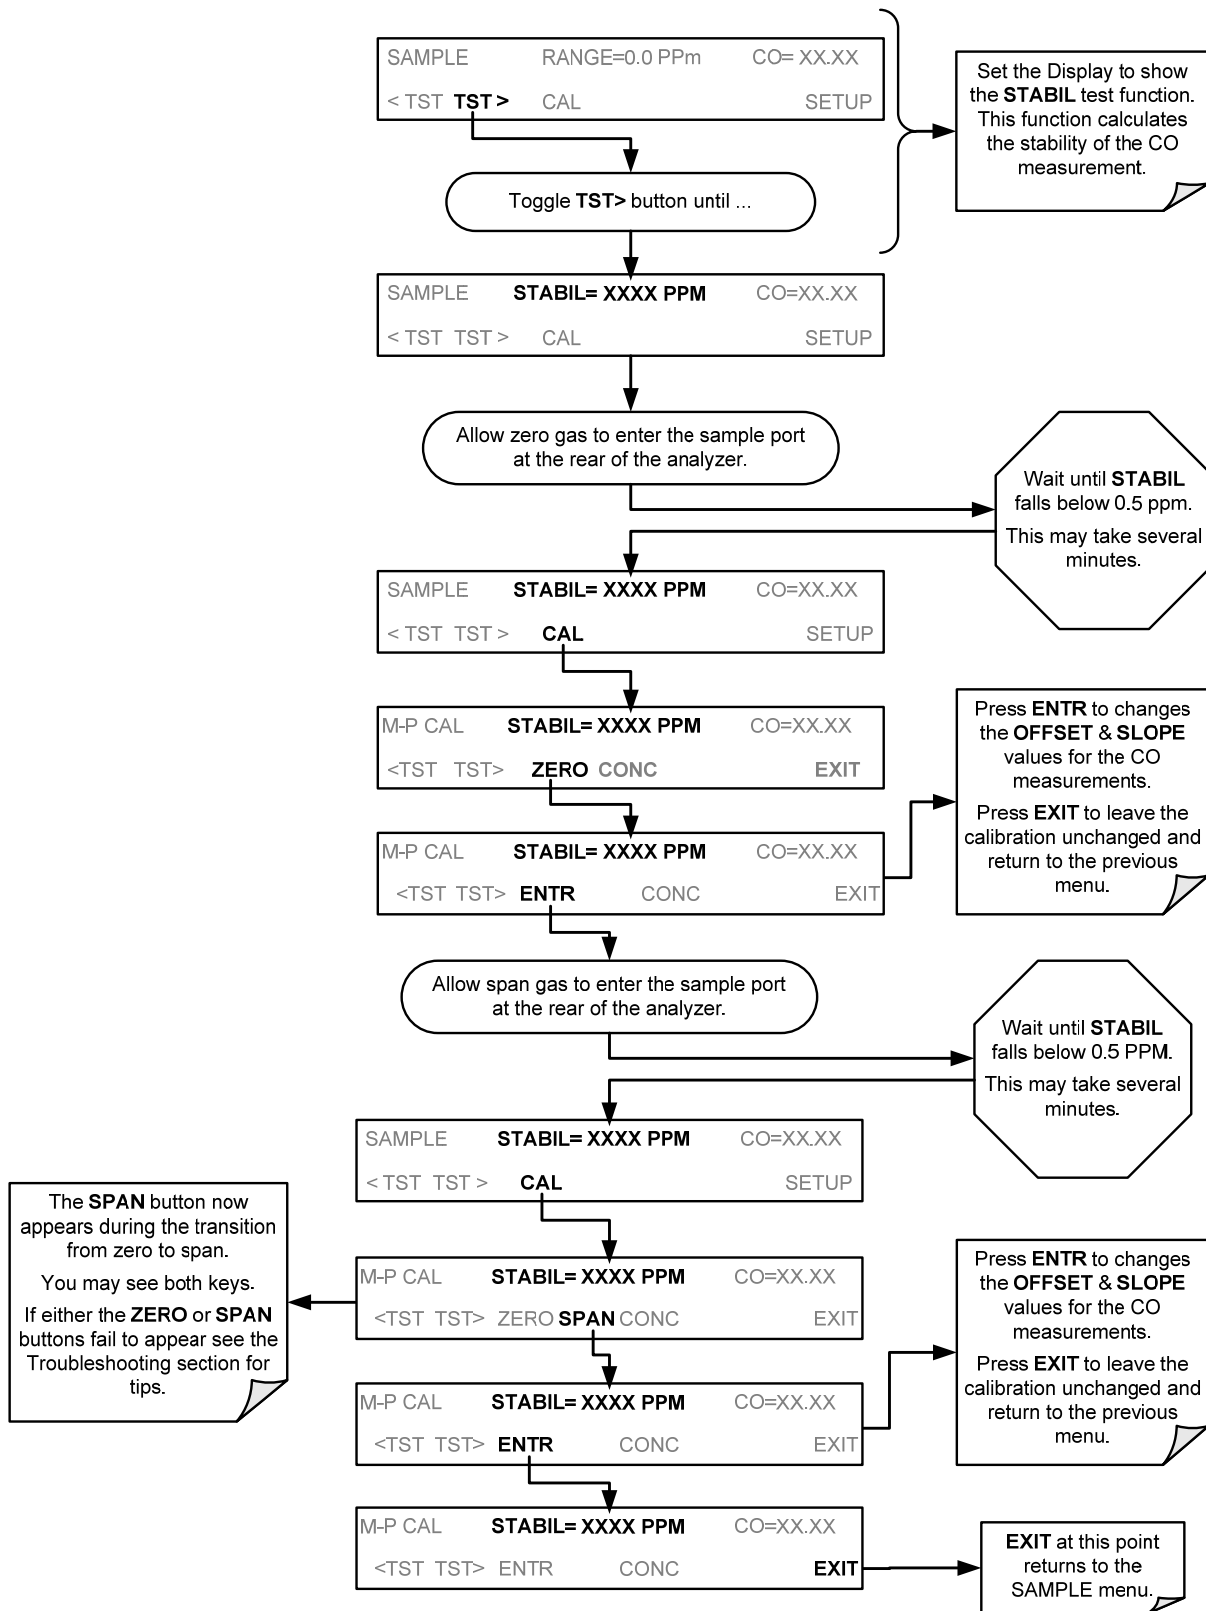 SAMPLE RANGE=0.0 PPm CO= XX.XX
< TST TST > CAL SETUP
Set the Display to show
the STABIL test function.
This function calculates
the stability of the CO
measurement.
Toggle TST> button until ...
SAMPLE STABIL= XXXX PPM CO=XX.XX
< TST TST > CAL SETUP
Allow zero gas to enter the sample port
at the rear of the analyzer.
Wait until STABIL
falls below 0.5 ppm.
This may take several
minutes.
SAMPLE STABIL= XXXX PPM CO=XX.XX
< TST TST > CAL SETUP
M-P CAL STABIL= XXXX PPM CO=XX.XX
<TST TST> ZERO CONC EXIT
Press ENTR to changes
the OFFSET & SLOPE
values for the CO
measurements.
Press EXIT to leave the
calibration unchanged and
return to the previous
menu.
M-P CAL STABIL= XXXX PPM CO=XX.XX
<TST TST> ENTR CONC EXIT
Allow span gas to enter the sample port
at the rear of the analyzer.
Wait until STABIL
falls below 0.5 PPM.
This may take several
minutes.
SAMPLE STABIL= XXXX PPM CO=XX.XX
< TST TST > CAL SETUP
The SPAN button now
appears during the transition
from zero to span.
You may see both keys.
If either the ZERO or SPAN
buttons fail to appear see the
Troubleshooting section for
tips.
M-P CAL STABIL= XXXX PPM CO=XX.XX
<TST TST> ZERO SPAN CONC EXIT
Press ENTR to changes
the OFFSET & SLOPE
values for the CO
measurements.
Press EXIT to leave the
calibration unchanged and
return to the previous
menu.
M-P CAL STABIL= XXXX PPM CO=XX.XX
<TST TST> ENTR CONC EXIT
M-P CAL STABIL= XXXX PPM CO=XX.XX
<TST TST> ENTR CONC EXIT
EXIT at this point
returns to the
SAMPLE menu.